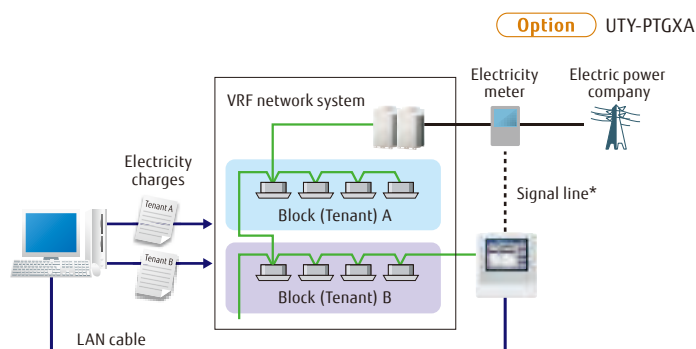 Option UTY-PTGXA
Electricity
meter
Electric power
company
VRF network system
Electricity
charges
Tenant A
Tenant B
Block (Tenant) A
Signal line*
Block (Tenant) B
LAN cable